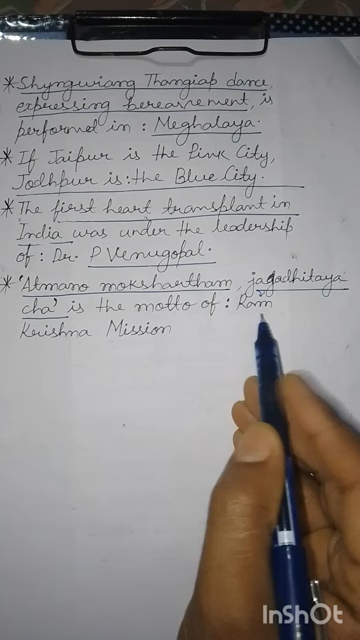 * Shyngwiang Thangiap dance,
expressing bereavement, is
performed in : Meghalaya.
* If Jaipur is the Pink City,
Jodhpur is : the Blue City.
* The first heart transplant in
India was under the leadership
of : Dr. P Venugopal.
* 'Atmano mokshartham, jagadhitaya
cha' is the motto of : Ram
Krishna Mission
InShOt